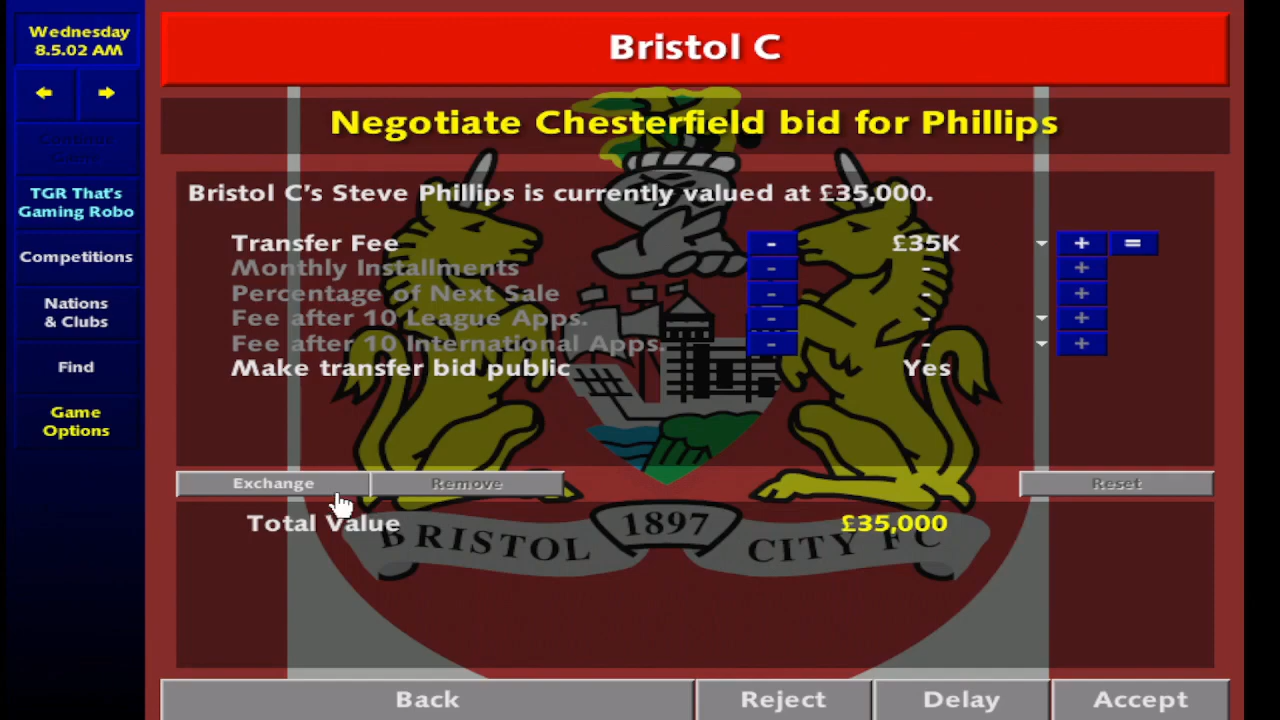 Wednesday
8.5.02 AM
Continue
Game
TGR That's
Gaming Robo
Competitions
Nations
& Clubs
Find
Game
Options
Bristol C
Negotiate Chesterfield bid for Phillips
Bristol C's Steve Phillips is currently valued at £35,000.
Transfer Fee - £35K + =
Monthly Installments - - +
Percentage of Next Sale - - +
Fee after 10 League Apps. - - +
Fee after 10 International Apps. - - +
Make transfer bid public Yes
Exchange Remove Reset
Total Value £35,000
1897
BRISTOL CITY FC
Back Reject Delay Accept